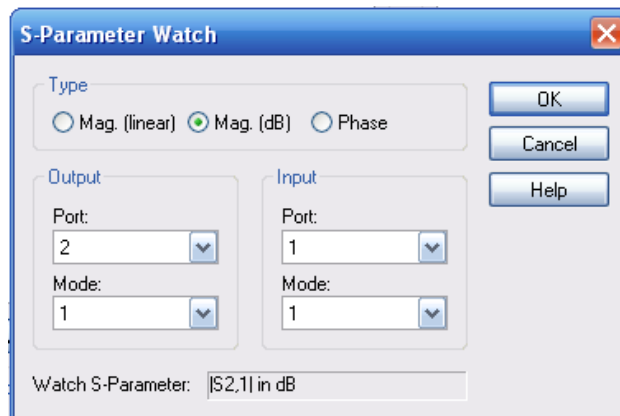 S-Parameter Watch
Type
Mag. (linear) Mag. (dB) Phase
OK
Cancel
Help
Output
Port:
2
Mode:
1
Input
Port:
1
Mode:
1
Watch S-Parameter: |S2,1| in dB